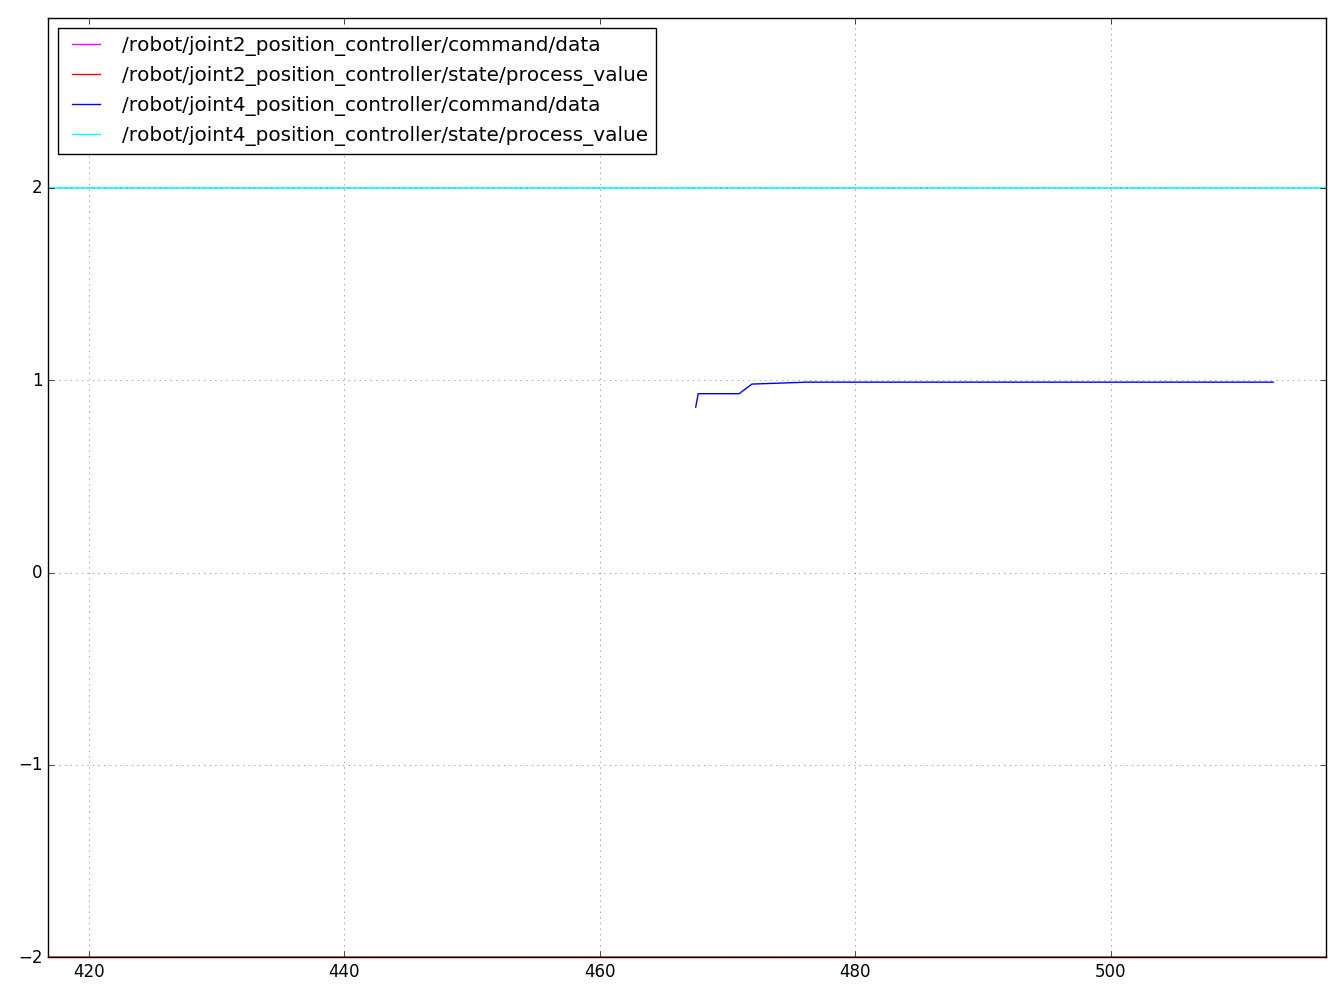 /robot/joint2_position_controller/command/data
/robot/joint2_position_controller/state/process_value
/robot/joint4_position_controller/command/data
/robot/joint4_position_controller/state/process_value
2
1
0
−1
−2
420 440 460 480 500